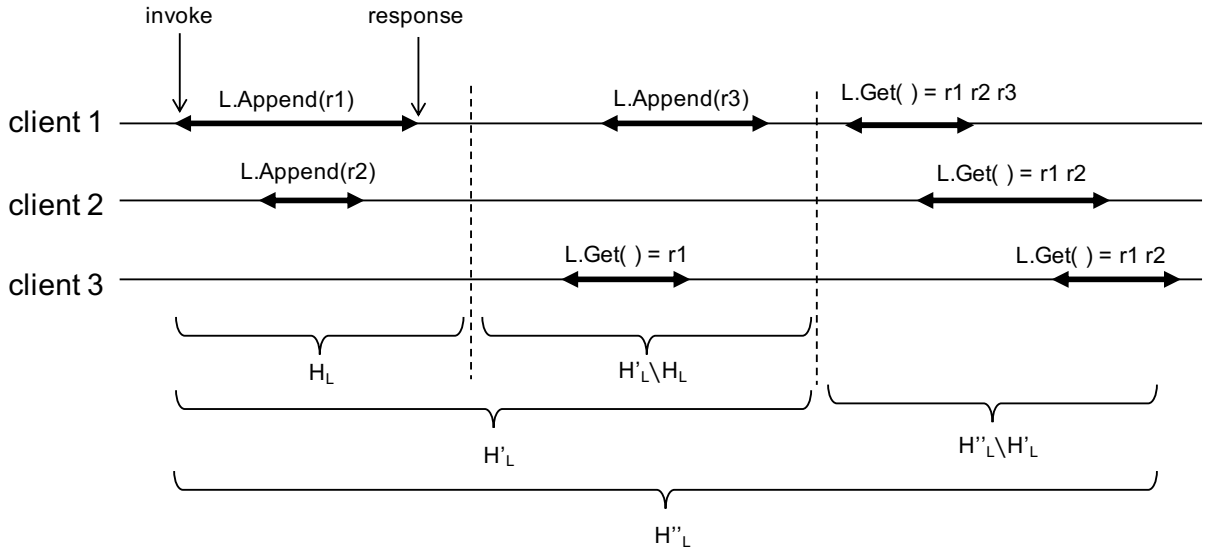 invoke
response
L.Append(r1)
L.Append(r3)
L.Get( ) = r1 r2 r3
client 1
L.Append(r2)
L.Get( ) = r1 r2
client 2
L.Get( ) = r1
L.Get( ) = r1 r2
client 3
H_L
H'_L\H_L
H'_L
H''_L\H'_L
H''_L